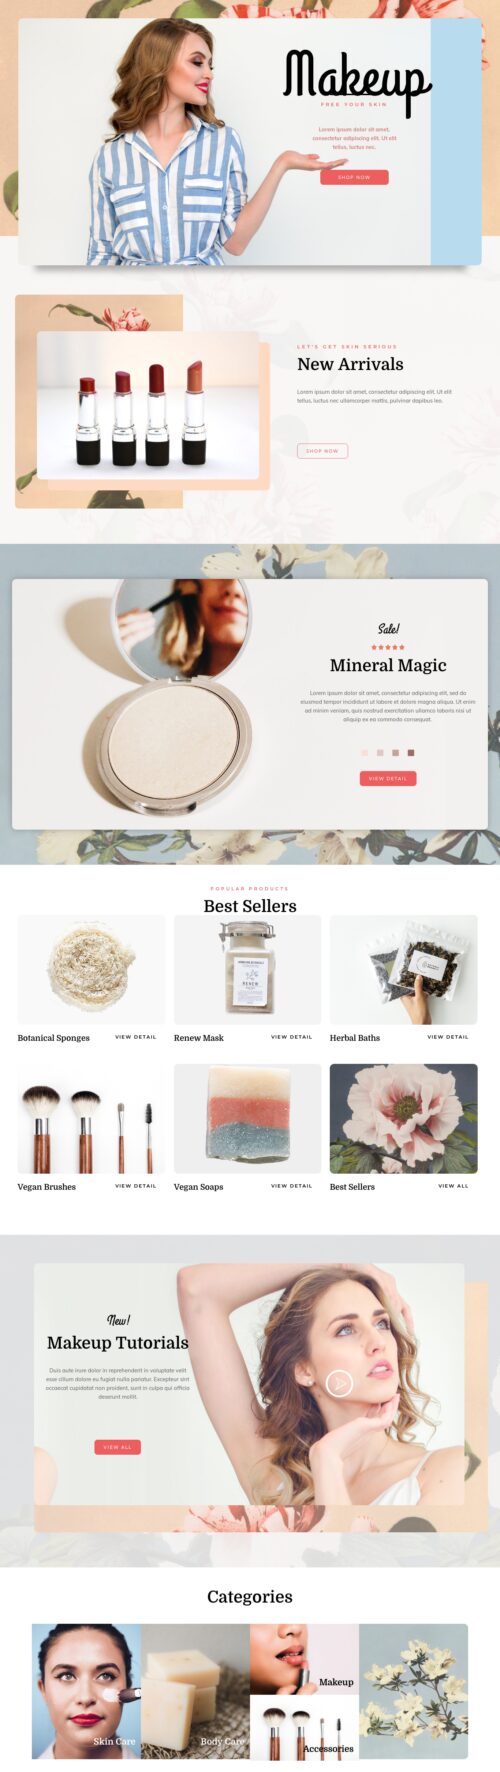 Makeup
FREE YOUR SKIN
Lorem ipsum dolor sit amet,
consectetur adipiscing elit. Ut elit
tellus, luctus nec.
SHOP NOW
LET'S GET SKIN SERIOUS
New Arrivals
Lorem ipsum dolor sit amet, consectetur adipiscing elit. Ut elit
tellus, luctus nec ullamcorper mattis, pulvinar dapibus leo.
SHOP NOW
Sale!
Mineral Magic
Lorem ipsum dolor sit amet, consectetur adipiscing elit, sed do
eiusmod tempor incididunt ut labore et dolore magna aliqua. Ut enim
ad minim veniam, quis nostrud exercitation ullamco laboris nisi ut
aliquip ex ea commodo consequat.
VIEW DETAIL
POPULAR PRODUCTS
Best Sellers
RENEW
Botanical Sponges VIEW DETAIL
Renew Mask VIEW DETAIL
Herbal Baths VIEW DETAIL
Vegan Brushes VIEW DETAIL
Vegan Soaps VIEW DETAIL
Best Sellers VIEW ALL
New!
Makeup Tutorials
Duis aute irure dolor in reprehenderit in voluptate velit
esse cillum dolore eu fugiat nulla pariatur. Excepteur sint
occaecat cupidatat non proident, sunt in culpa qui officia
deserunt mollit.
VIEW ALL
Categories
Skin Care
Body Care
Makeup
Accessories